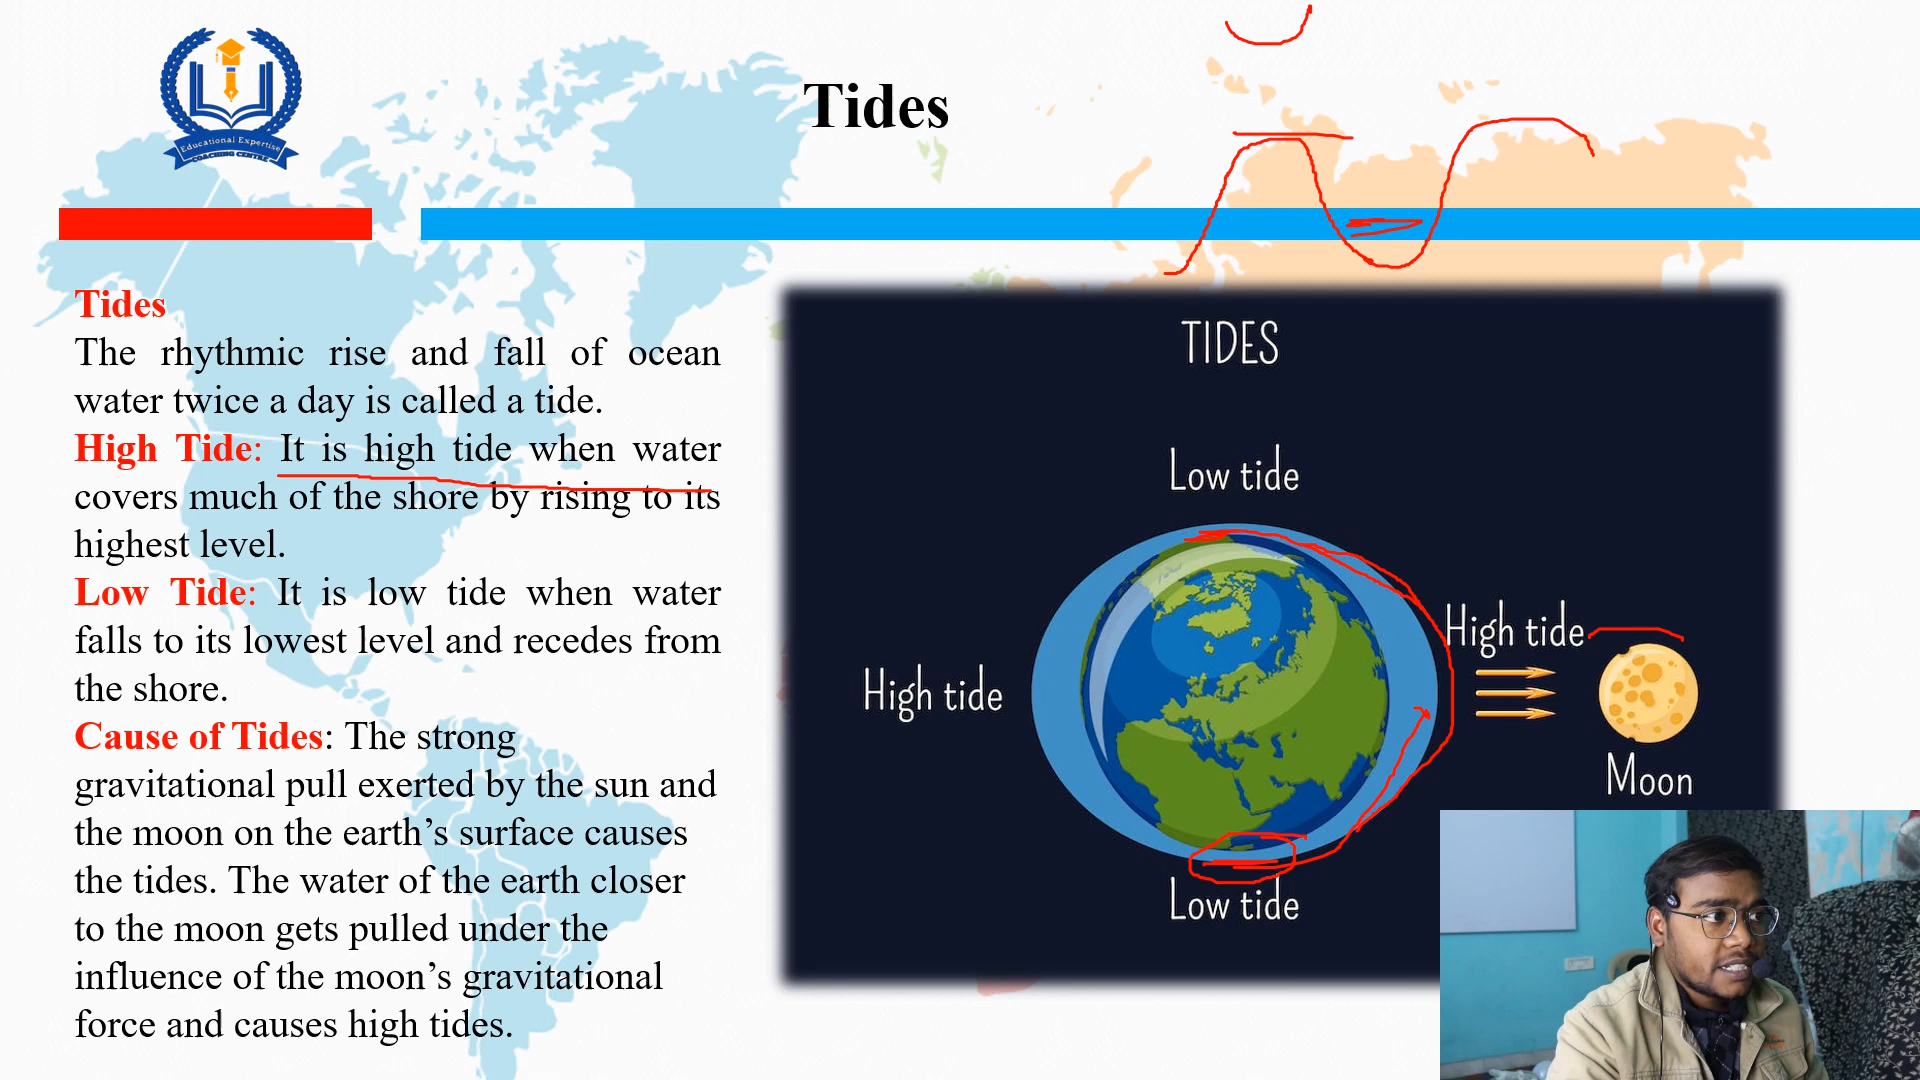 Educational Expertise
COACHING CENTRE
Tides
Tides
The rhythmic rise and fall of ocean
water twice a day is called a tide.
High Tide: It is high tide when water
covers much of the shore by rising to its
highest level.
Low Tide: It is low tide when water
falls to its lowest level and recedes from
the shore.
Cause of Tides: The strong
gravitational pull exerted by the sun and
the moon on the earth’s surface causes
the tides. The water of the earth closer
to the moon gets pulled under the
influence of the moon’s gravitational
force and causes high tides.
TIDES
Low tide
High tide
High tide
Moon
Low tide